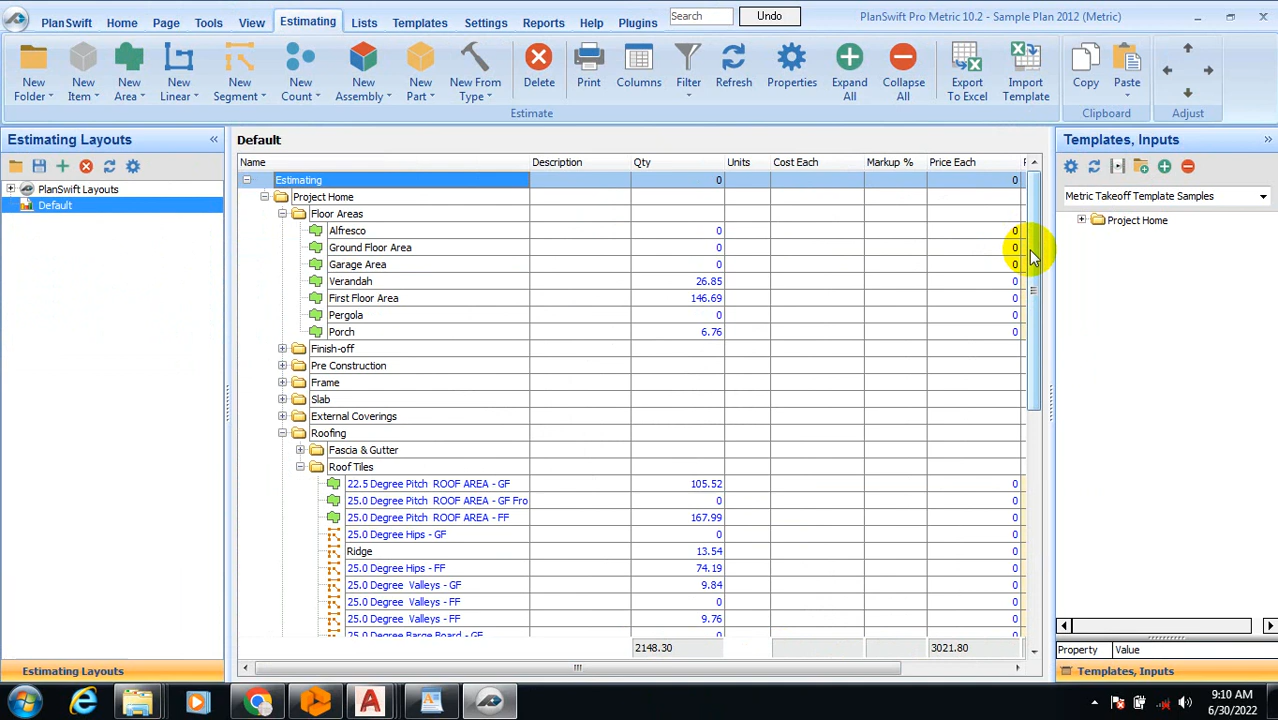 PlanSwift Home Page Tools View Estimating Lists Templates Settings Reports Help Plugins Search Undo PlanSwift Pro Metric 10.2 - Sample Plan 2012 (Metric)
New Folder New Item New Area New Linear New Segment New Count New Assembly New Part New From Type Delete Print Columns Filter Refresh Properties Expand All Collapse All Export To Excel Import Template Copy Paste
Estimate Clipboard Adjust
Estimating Layouts « Default Templates, Inputs »
Name Description Qty Units Cost Each Markup % Price Each
PlanSwift Layouts
Default
Metric Takeoff Template Samples
Project Home
Estimating 0 0
Project Home
Floor Areas
Alfresco 0 0
Ground Floor Area 0 0
Garage Area 0 0
Verandah 26.85 0
First Floor Area 146.69 0
Pergola 0 0
Porch 6.76 0
Finish-off
Pre Construction
Frame
Slab
External Coverings
Roofing
Fascia & Gutter
Roof Tiles
22.5 Degree Pitch ROOF AREA - GF 105.52 0
25.0 Degree Pitch ROOF AREA - GF Fro 0 0
25.0 Degree Pitch ROOF AREA - FF 167.99 0
25.0 Degree Hips - GF 0 0
Ridge 13.54 0
25.0 Degree Hips - FF 74.19 0
25.0 Degree Valleys - GF 9.84 0
25.0 Degree Valleys - FF 0 0
25.0 Degree Valleys - FF 9.76 0
25.0 Degree Barge Board - GF 0 0
2148.30 3021.80
Property Value
Estimating Layouts Templates, Inputs
9:10 AM
6/30/2022